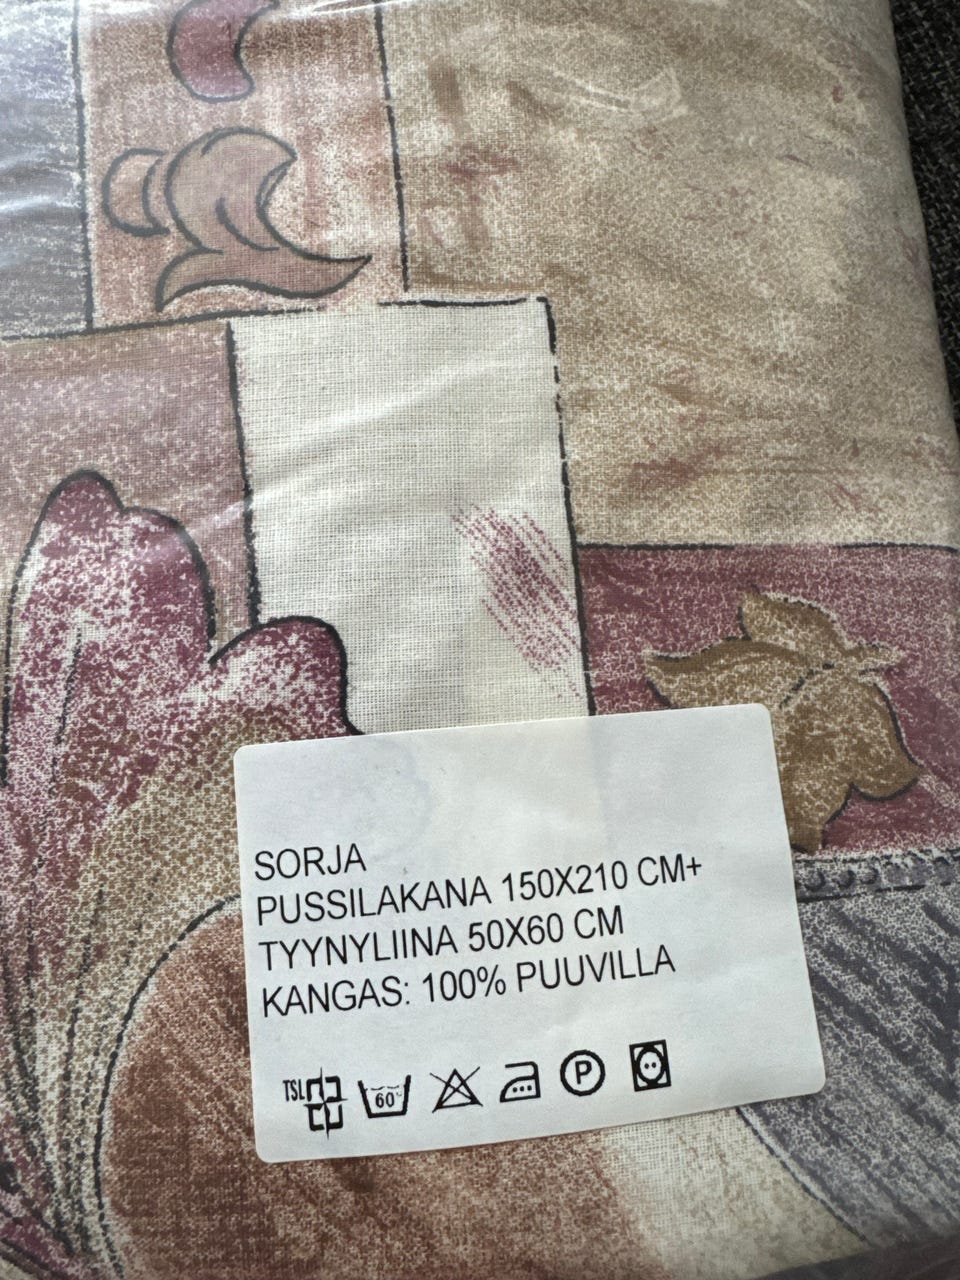 SORJA
PUSSILAKANA 150X210 CM+
TYYNYLIINA 50X60 CM
KANGAS: 100% PUUVILLA
TSL 60° P